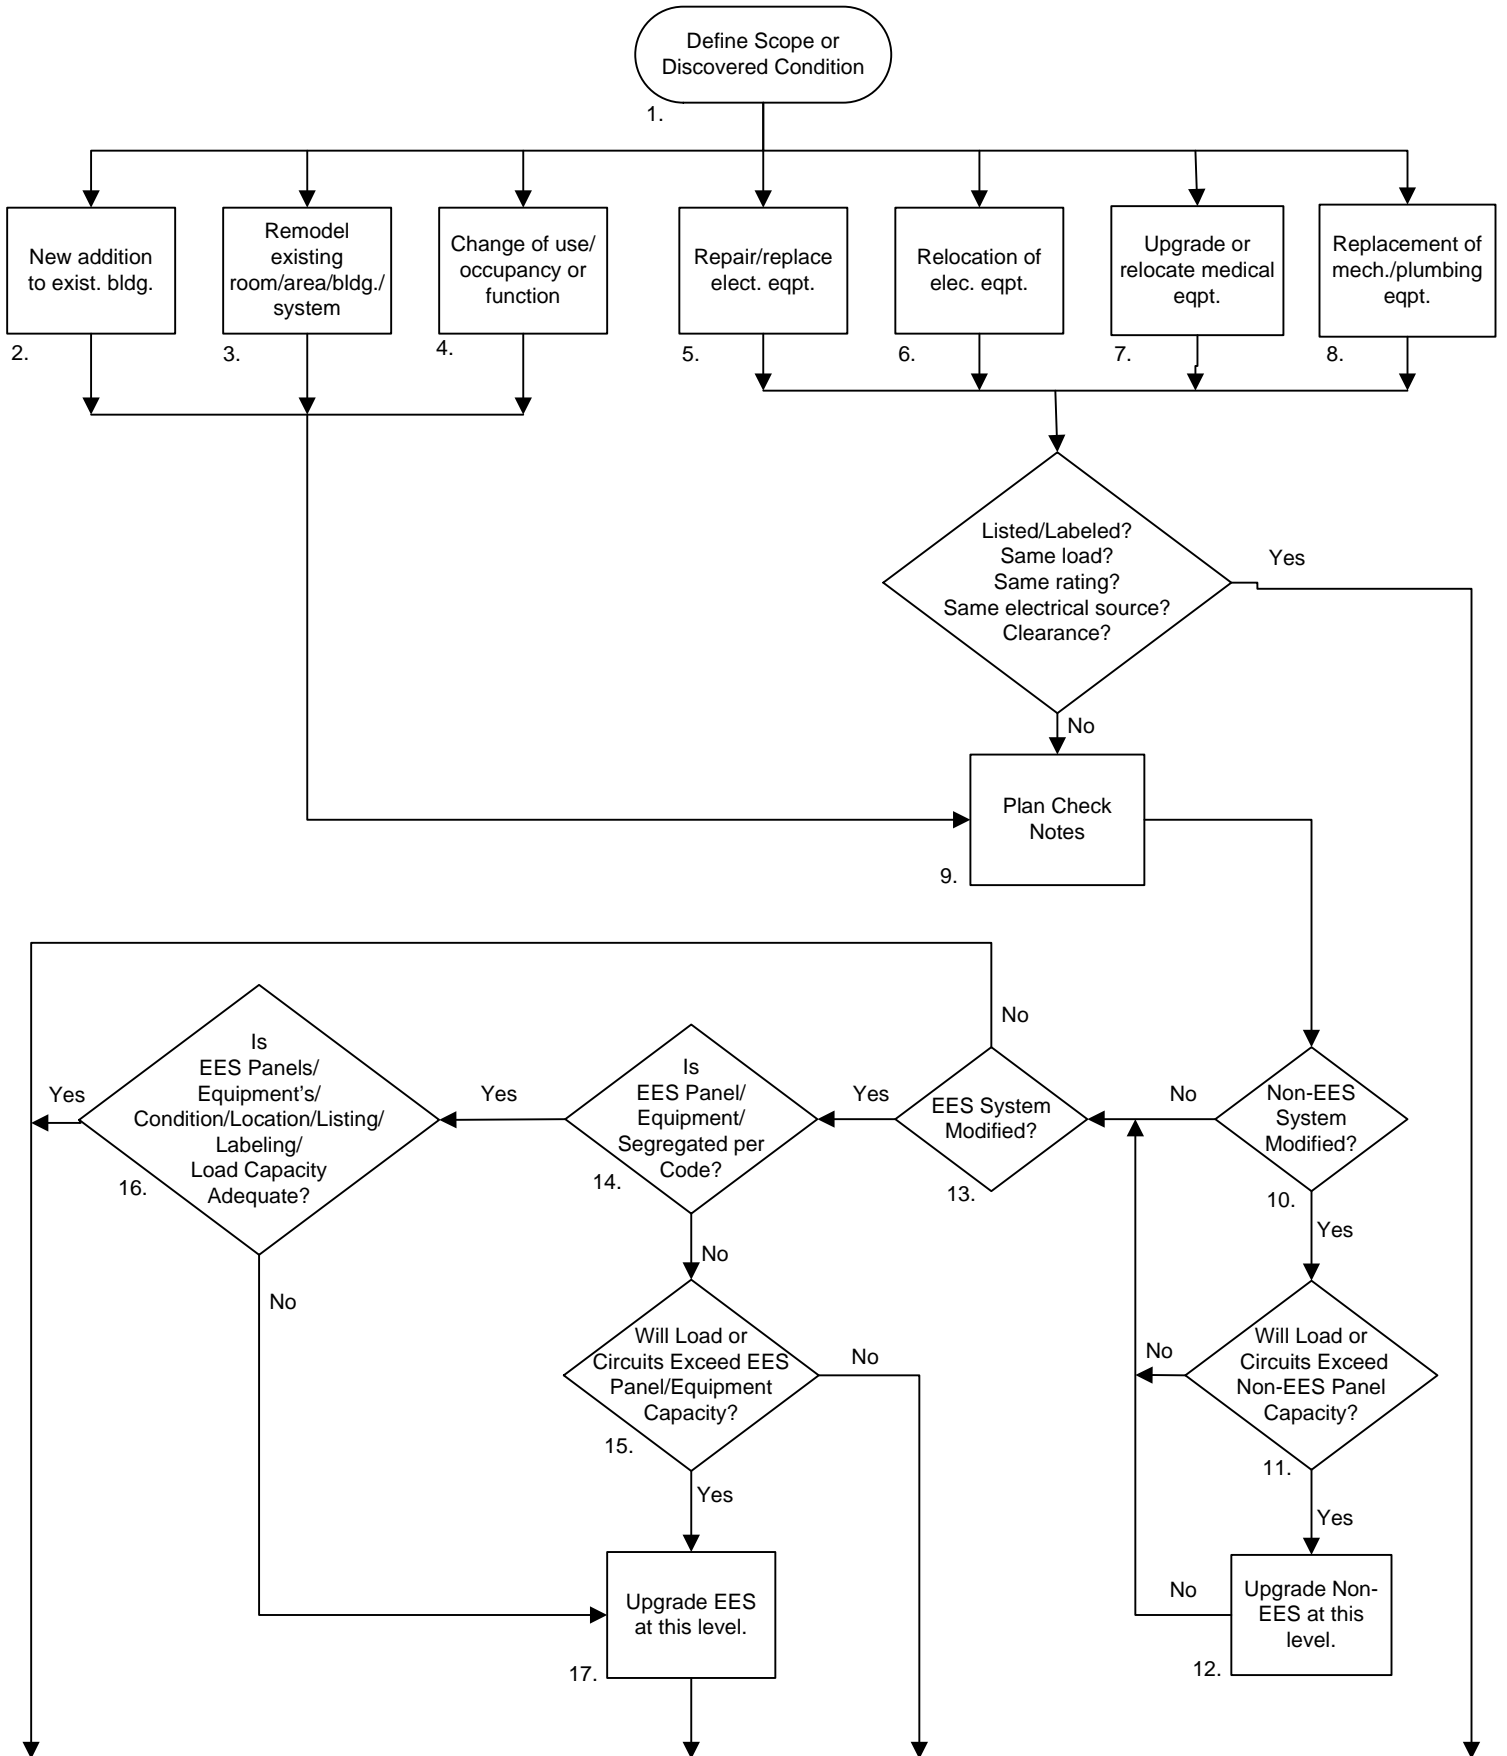 Define Scope or
Discovered Condition
1.
New addition
to exist. bldg.
2.
Remodel
existing
room/area/bldg./
system
3.
Change of use/
occupancy or
function
4.
Repair/replace
elect. eqpt.
5.
Relocation of
elec. eqpt.
6.
Upgrade or
relocate medical
eqpt.
7.
Replacement of
mech./plumbing
eqpt.
8.
Listed/Labeled?
Same load?
Same rating?
Same electrical source?
Clearance?
Yes
No
Plan Check
Notes
9.
Non-EES
System
Modified?
10.
No
Yes
Will Load or
Circuits Exceed
Non-EES Panel
Capacity?
11.
No
Yes
Upgrade Non-
EES at this
level.
12.
No
EES System
Modified?
13.
No
Yes
Is
EES Panel/
Equipment/
Segregated per
Code?
14.
Yes
No
Will Load or
Circuits Exceed EES
Panel/Equipment
Capacity?
15.
No
Yes
Is
EES Panels/
Equipment's/
Condition/Location/Listing/
Labeling/
Load Capacity
Adequate?
16.
Yes
No
Upgrade EES
at this level.
17.